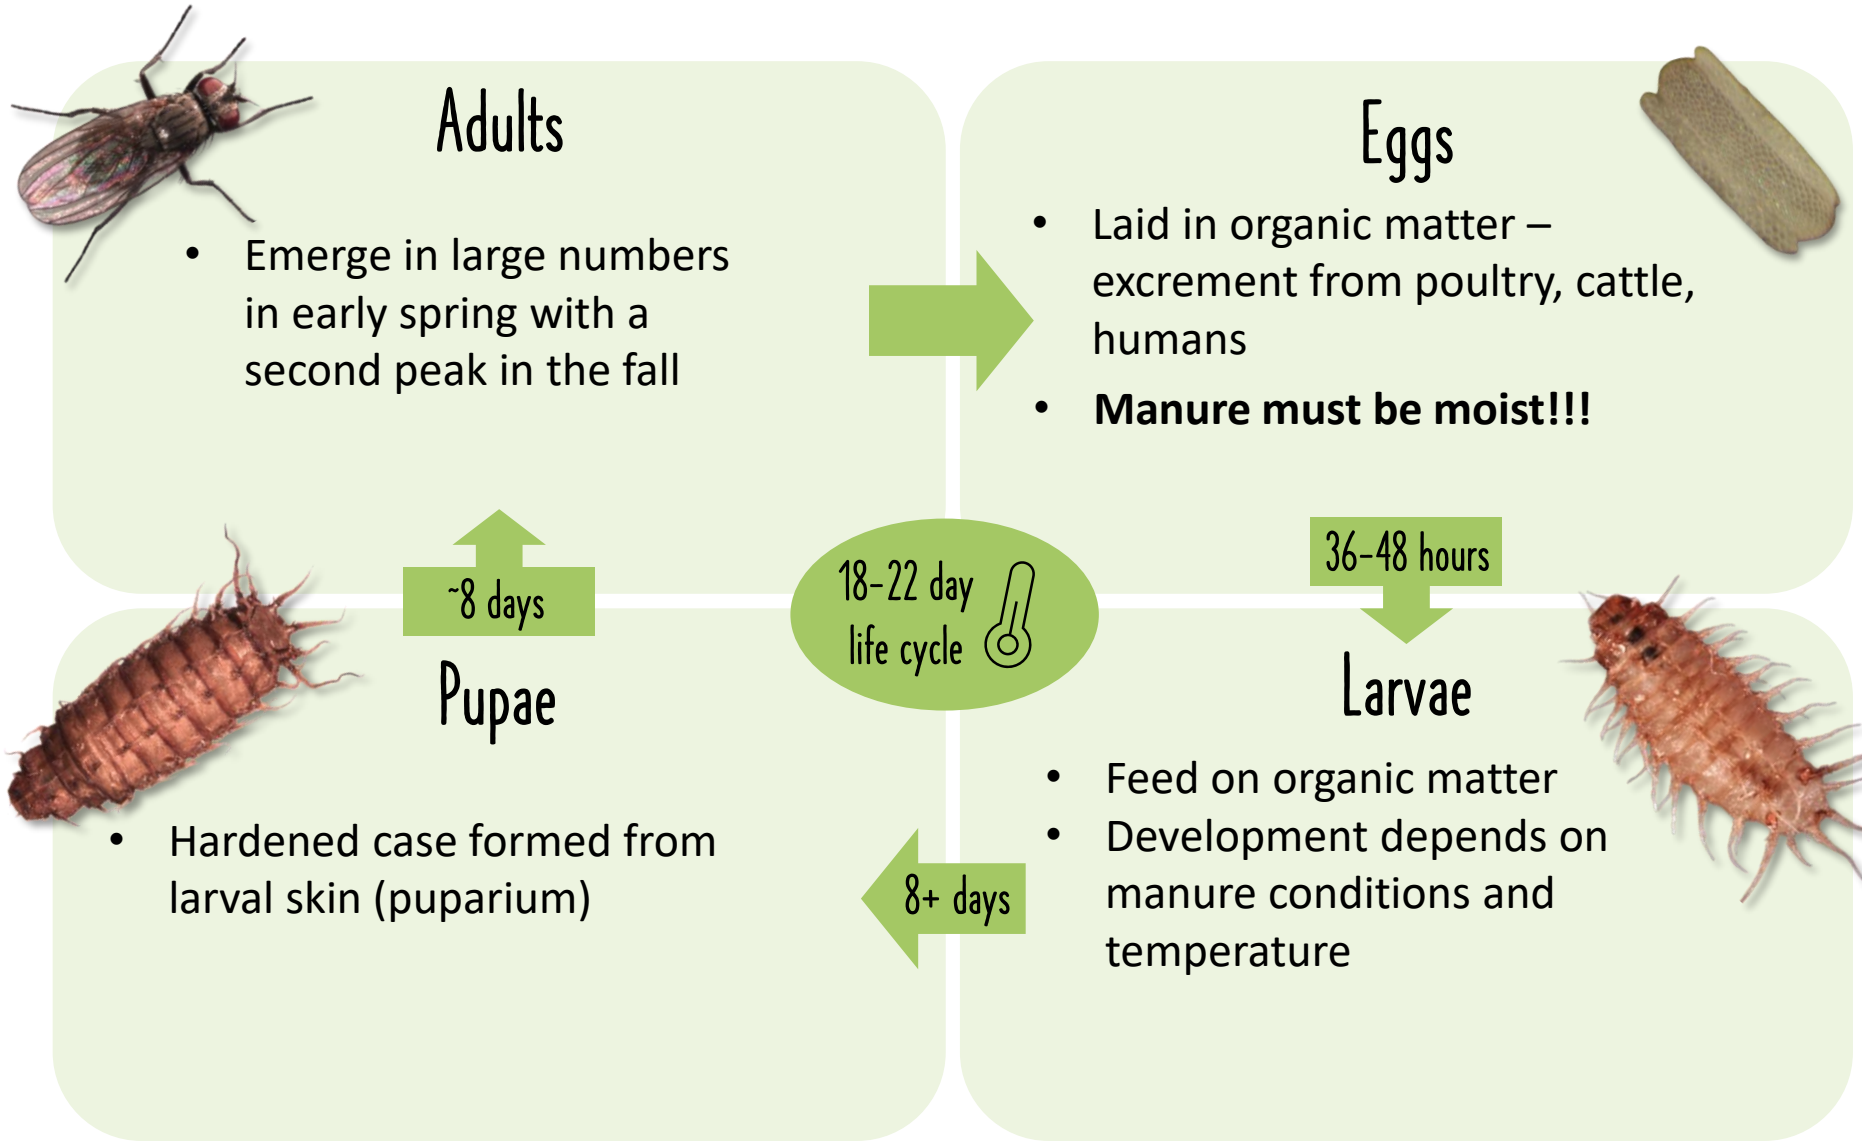 Adults
• Emerge in large numbers
in early spring with a
second peak in the fall
Eggs
• Laid in organic matter –
excrement from poultry, cattle,
humans
• Manure must be moist!!!
36-48 hours
Larvae
• Feed on organic matter
• Development depends on
manure conditions and
temperature
8+ days
Pupae
• Hardened case formed from
larval skin (puparium)
~8 days
18-22 day
life cycle